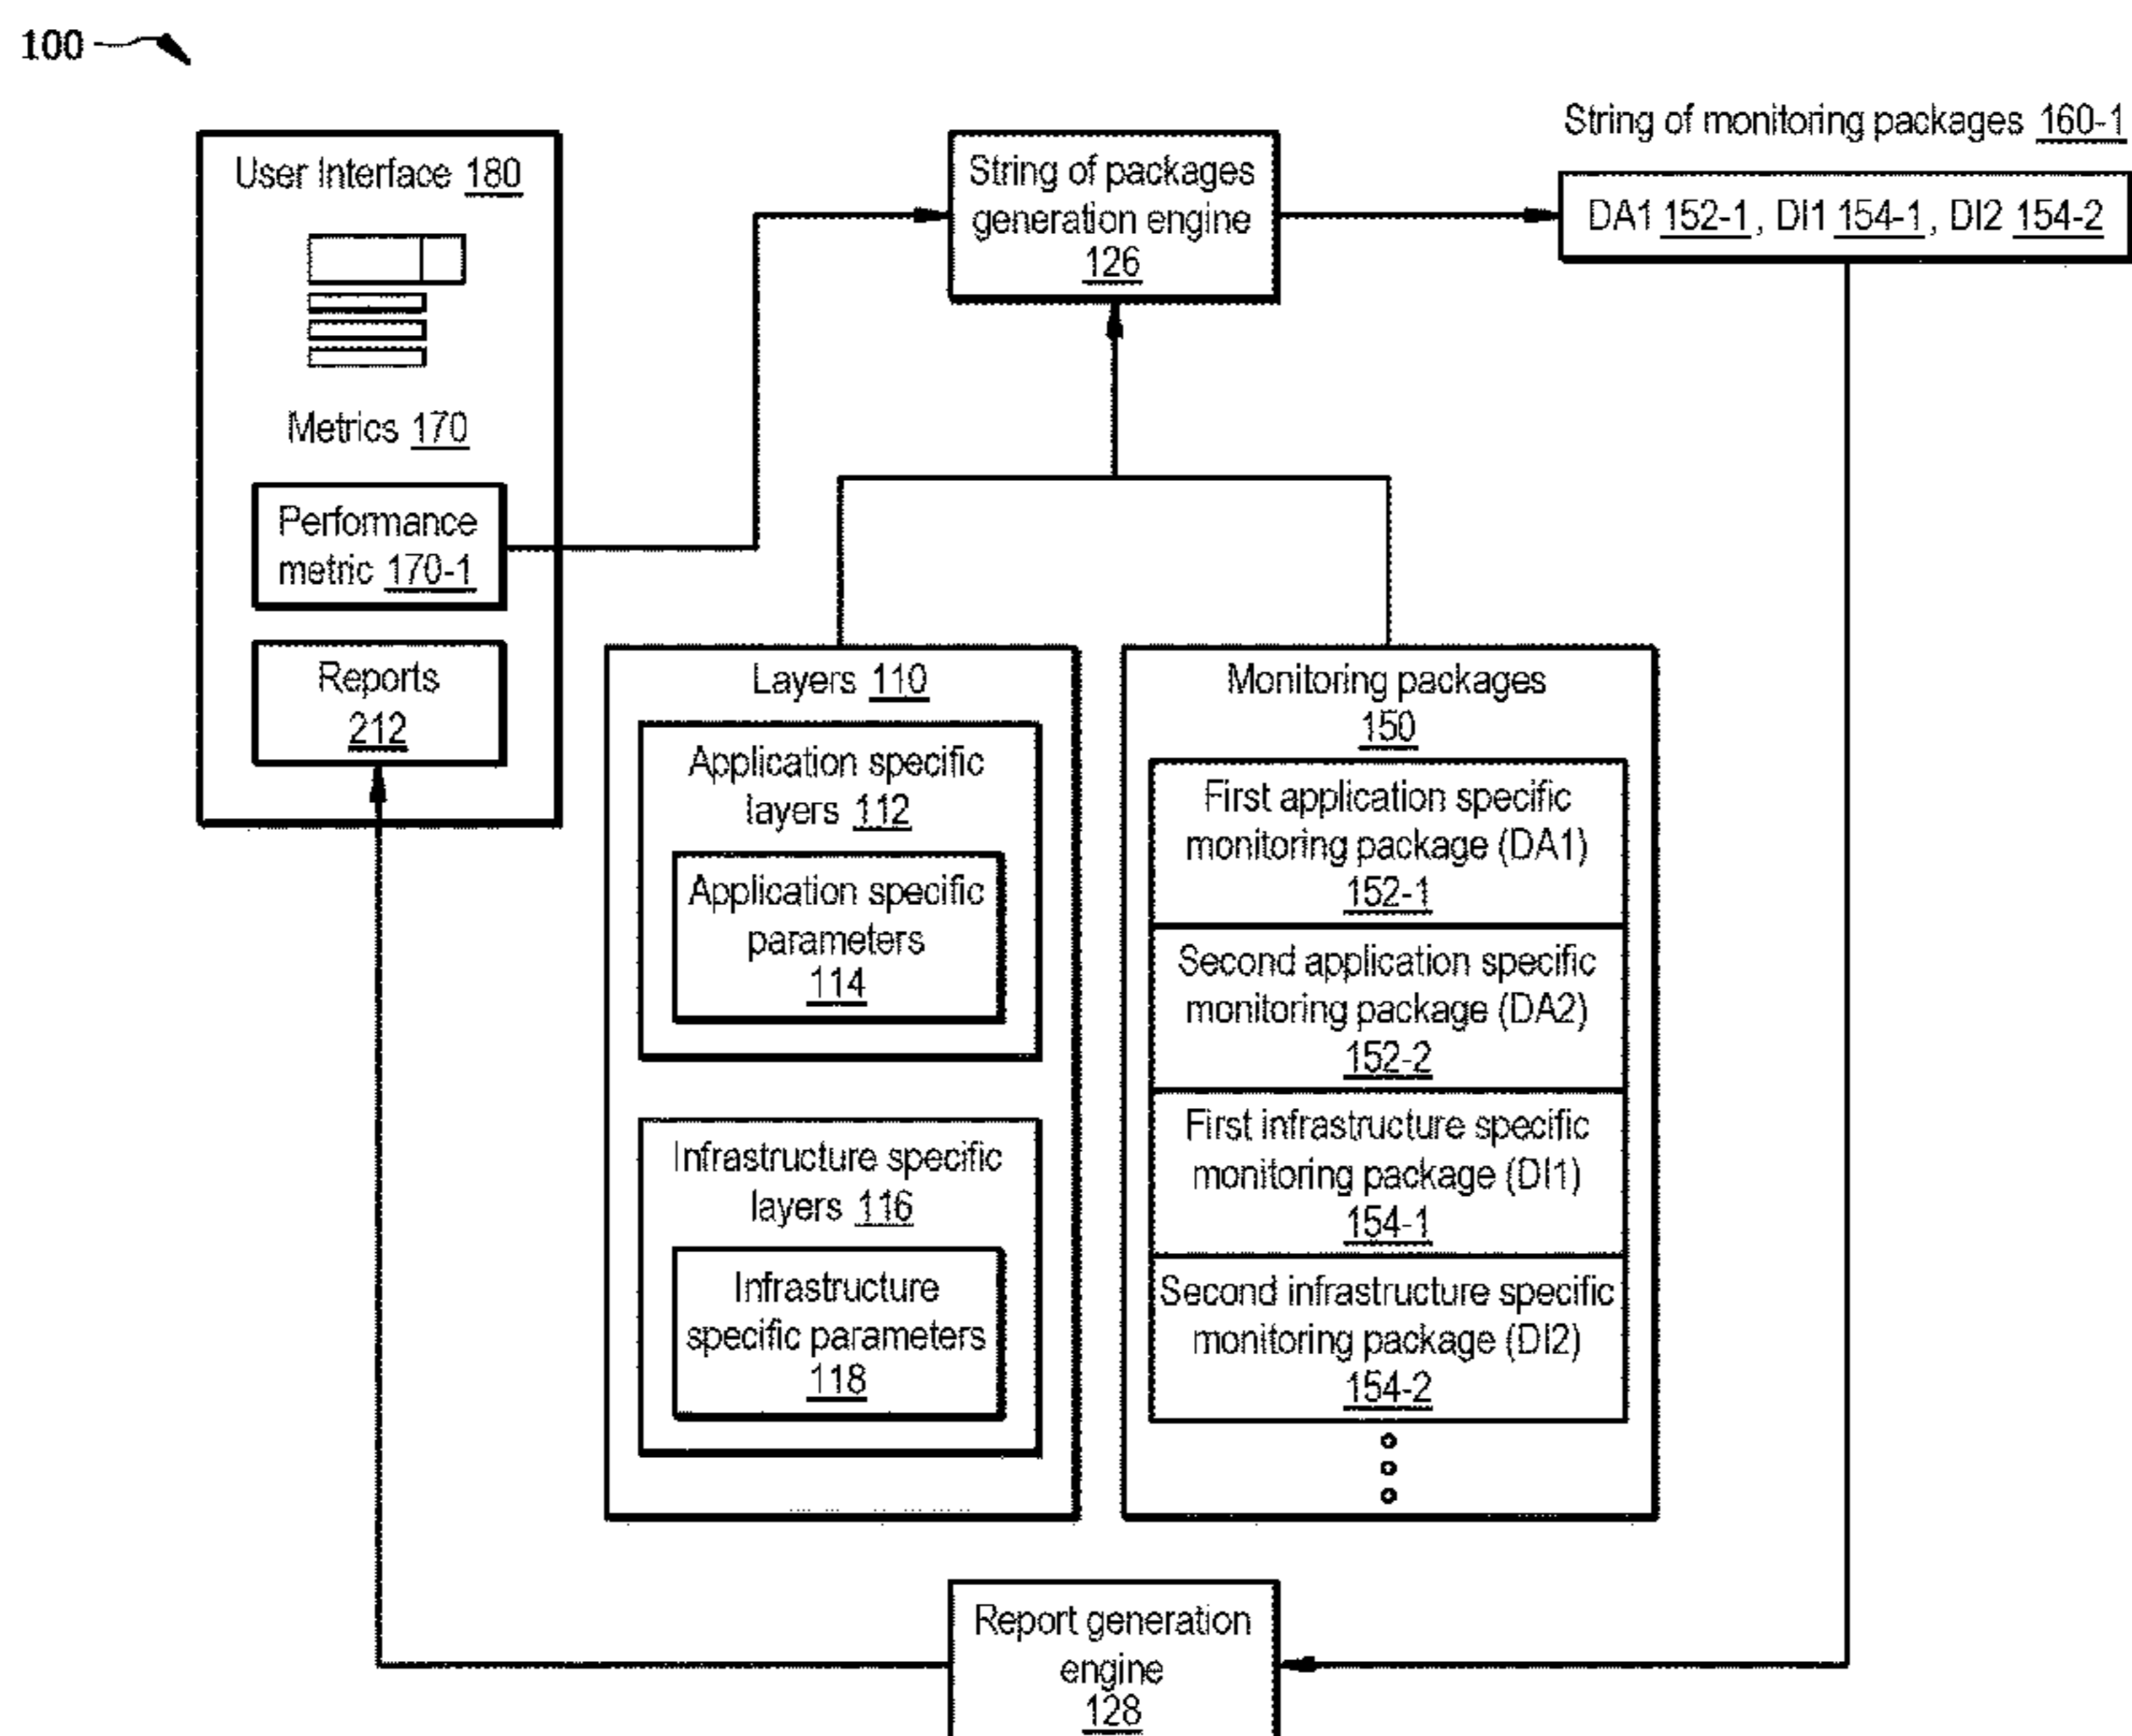 100
User Interface 180
Metrics 170
Performance
metric 170-1
Reports
212
String of packages
generation engine
126
String of monitoring packages 160-1
DA1 152-1, DI1 154-1, DI2 154-2
Layers 110
Application specific
layers 112
Application specific
parameters
114
Infrastructure specific
layers 116
Infrastructure
specific parameters
118
Monitoring packages
150
First application specific
monitoring package (DA1)
152-1
Second application specific
monitoring package (DA2)
152-2
First infrastructure specific
monitoring package (DI1)
154-1
Second infrastructure specific
monitoring package (DI2)
154-2
Report generation
engine
128